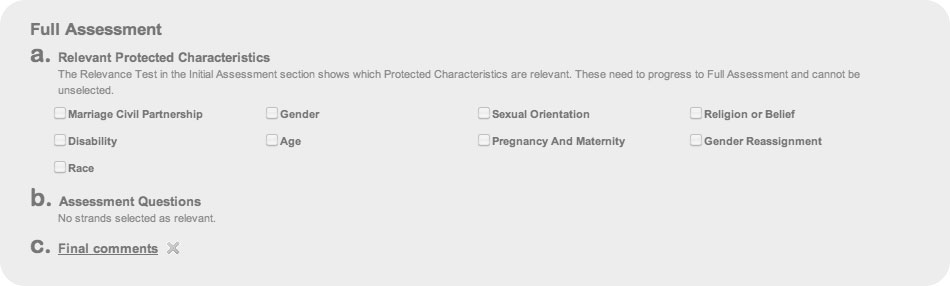 Full Assessment
a. Relevant Protected Characteristics
The Relevance Test in the Initial Assessment section shows which Protected Characteristics are relevant. These need to progress to Full Assessment and cannot be
unselected.
Marriage Civil Partnership Gender Sexual Orientation Religion or Belief
Disability Age Pregnancy And Maternity Gender Reassignment
Race
b. Assessment Questions
No strands selected as relevant.
c. Final comments